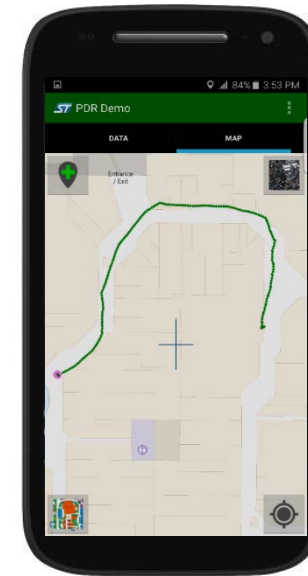 84% 3:53 PM
ST PDR Demo
DATA MAP
Entrance
/ Exit